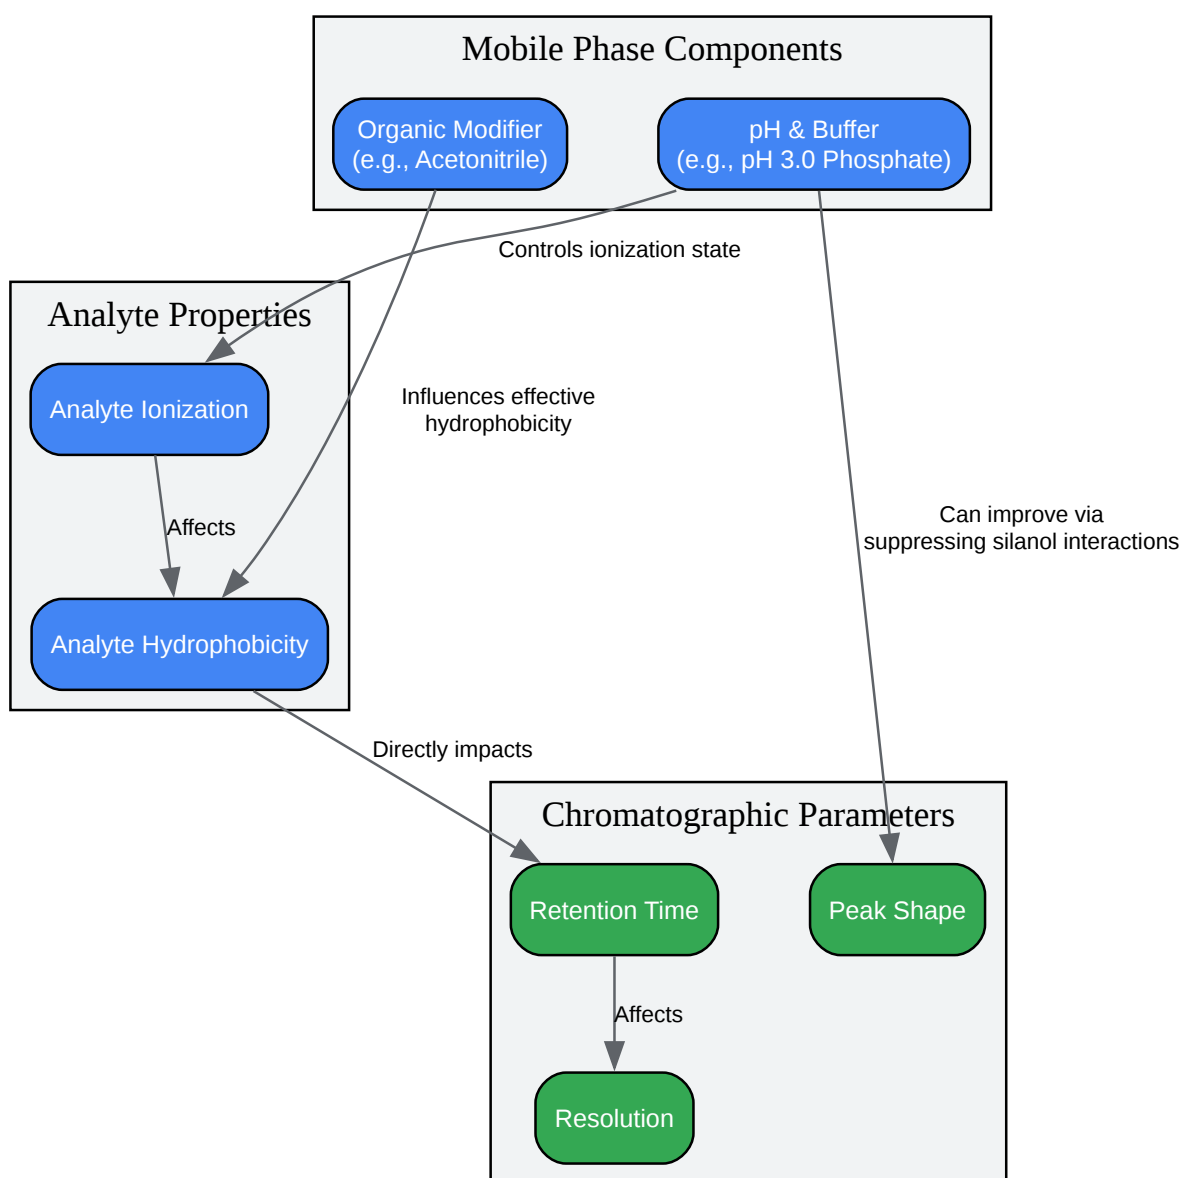 Mobile Phase Components
Organic Modifier
(e.g., Acetonitrile)
pH & Buffer
(e.g., pH 3.0 Phosphate)
Controls ionization state
Analyte Properties
Analyte Ionization
Influences effective
hydrophobicity
Affects
Can improve via
suppressing silanol interactions
Analyte Hydrophobicity
Directly impacts
Chromatographic Parameters
Retention Time
Peak Shape
Affects
Resolution